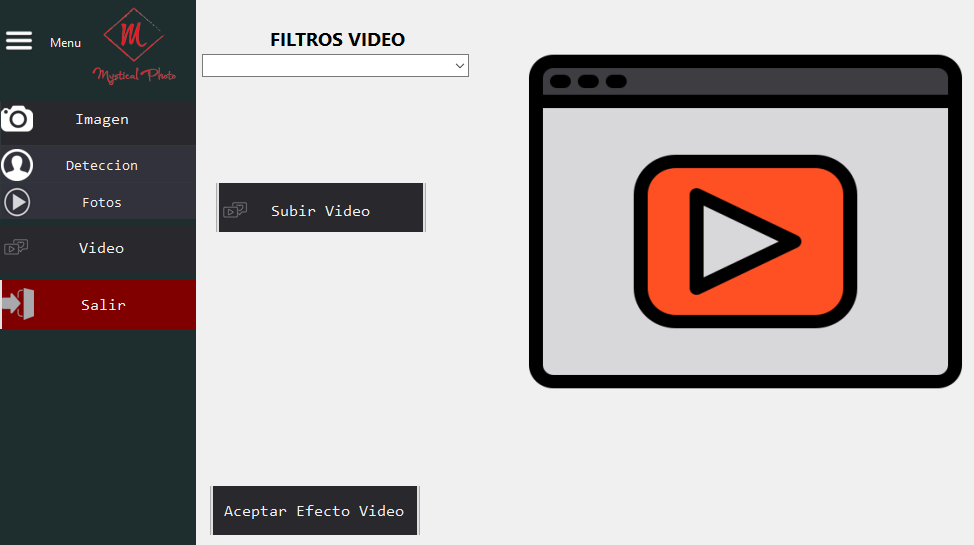 Menu
M
Mystical Photo
Imagen
Deteccion
Fotos
Video
Salir
FILTROS VIDEO
Subir Video
Aceptar Efecto Video